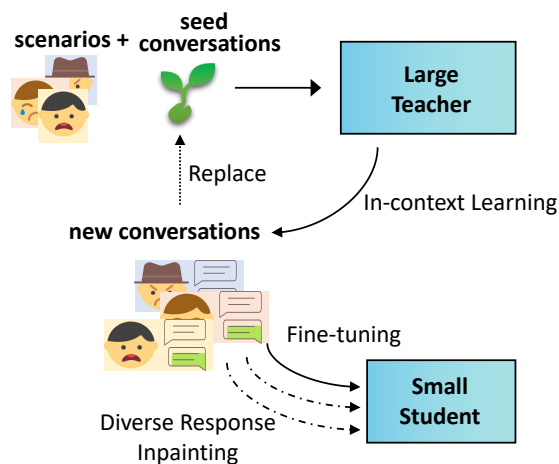 scenarios +
seed
conversations
Large
Teacher
Replace
In-context Learning
new conversations
Fine-tuning
Small
Student
Diverse Response
Inpainting